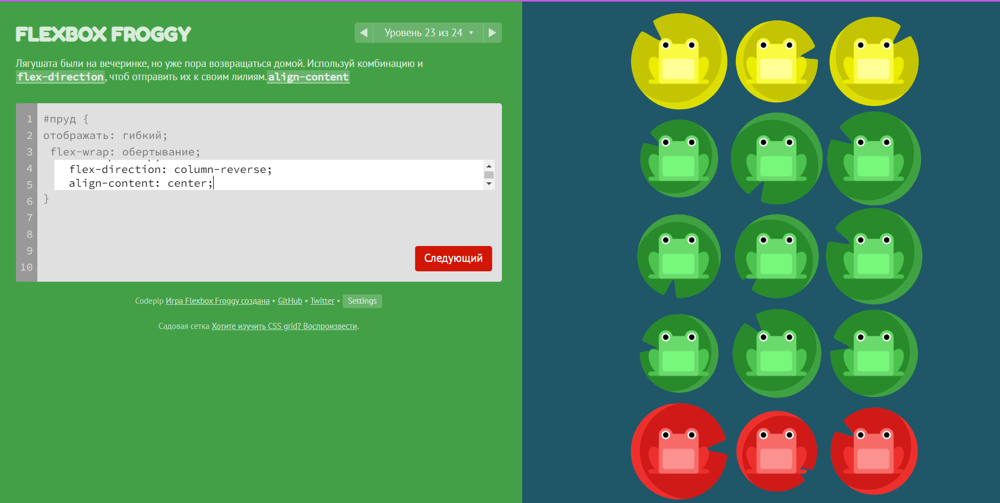 FLEXBOX FROGGY
Уровень 23 из 24
Лягушата были на вечеринке, но уже пора возвращаться домой. Используй комбинацию и
flex-direction, чтоб отправить их к своим лилиям.align-content
1 #пруд {
2 отображать: гибкий;
3 flex-wrap: обертывание;
4 flex-direction: column-reverse;
5 align-content: center;
6 }
7
8
9
10
Следующий
Codepip Игра Flexbox Froggy создана • GitHub • Twitter • Settings
Садовая сетка Хотите изучить CSS grid? Воспроизвести.